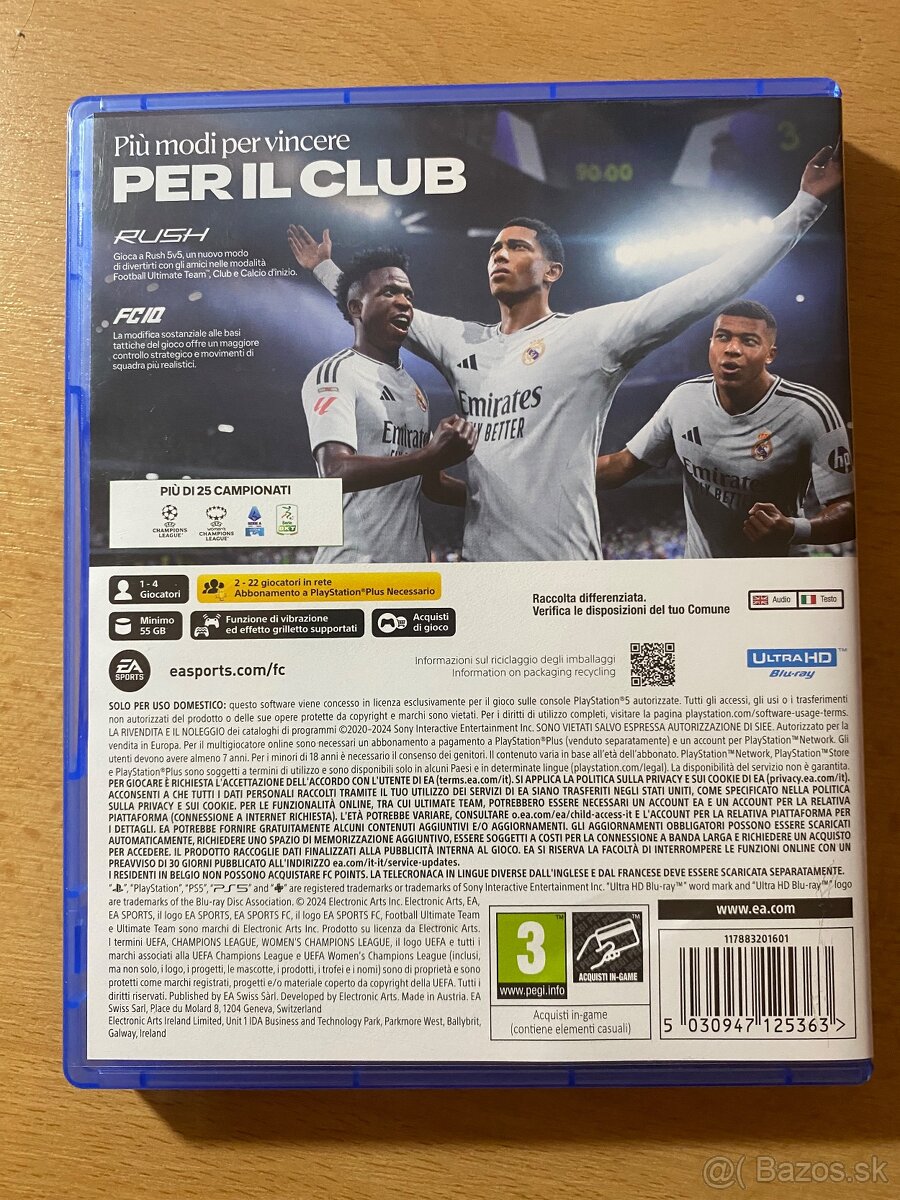 Più modi per vincere
PER IL CLUB
90:00
3
RUSH
Gioca a Rush 5v5, un nuovo modo
di divertirti con gli amici nelle modalità
Football Ultimate Team™, Club e Calcio d'inizio.
FC IQ
La modifica sostanziale alle basi
tattiche del gioco offre un maggiore
controllo strategico e movimenti di
squadra più realistici.
Emirates
FLY BETTER
Emirates
Emirates
hp
PIÙ DI 25 CAMPIONATI
CHAMPIONS LEAGUE
WOMEN'S CHAMPIONS LEAGUE
SERIE A
Serie BKT
1 - 4
Giocatori
2 - 22 giocatori in rete
Abbonamento a PlayStation®Plus Necessario
Minimo
55 GB
Funzione di vibrazione
ed effetto grilletto supportati
Acquisti
di gioco
Raccolta differenziata.
Verifica le disposizioni del tuo Comune
Audio Testo
EA SPORTS
easports.com/fc
Informazioni sul riciclaggio degli imballaggi
Information on packaging recycling
ULTRA HD™
Blu-ray
SOLO PER USO DOMESTICO: questo software viene concesso in licenza esclusivamente per il gioco sulle console PlayStation®5 autorizzate. Tutti gli accessi, gli usi o i trasferimenti
non autorizzati del prodotto o delle sue opere protette da copyright e marchi sono vietati. Per i diritti di utilizzo completi, visitare la pagina playstation.com/software-usage-terms.
LA RIVENDITA E IL NOLEGGIO dei cataloghi di programmi ©2020-2024 Sony Interactive Entertainment Inc. SONO VIETATI SALVO ESPRESSA AUTORIZZAZIONE DI SIEE. Autorizzato per la
vendita in Europa. Per il multigiocatore online sono necessari un abbonamento a pagamento a PlayStation®Plus (venduto separatamente) e un account per PlayStation™Network. Gli
utenti devono avere almeno 7 anni. Per i minori di 18 anni è necessario il consenso dei genitori. Il contenuto varia in base all'età dell'abbonato. PlayStation™Network, PlayStation™Store
e PlayStation®Plus sono soggetti a termini di utilizzo e sono disponibili solo in alcuni Paesi e in determinate lingue (playstation.com/legal). La disponibilità del servizio non è garantita.
PER GIOCARE È RICHIESTA L'ACCETTAZIONE DELL'ACCORDO CON L'UTENTE DI EA (terms.ea.com/it). SI APPLICA LA POLITICA SULLA PRIVACY E SUI COOKIE DI EA (privacy.ea.com/it).
ACCONSENTI A CHE TUTTI I DATI PERSONALI RACCOLTI TRAMITE IL TUO UTILIZZO DEI SERVIZI DI EA SIANO TRASFERITI NEGLI STATI UNITI, COME SPECIFICATO NELLA POLITICA
SULLA PRIVACY E SUI COOKIE. PER LE FUNZIONALITÀ ONLINE, TRA CUI ULTIMATE TEAM, POTREBBERO ESSERE NECESSARI UN ACCOUNT EA E UN ACCOUNT PER LA RELATIVA
PIATTAFORMA (CONNESSIONE A INTERNET RICHIESTA). L'ETÀ POTREBBE VARIARE, CONSULTARE o.ea.com/ea/child-access-it E L'ACCOUNT PER LA RELATIVA PIATTAFORMA PER
I DETTAGLI. EA POTREBBE FORNIRE GRATUITAMENTE ALCUNI CONTENUTI AGGIUNTIVI E/O AGGIORNAMENTI. GLI AGGIORNAMENTI OBBLIGATORI POSSONO ESSERE SCARICATI
AUTOMATICAMENTE, RICHIEDERE UNO SPAZIO DI MEMORIZZAZIONE AGGIUNTIVO, ESSERE SOGGETTI A COSTI PER LA CONNESSIONE A BANDA LARGA E RICHIEDERE UN ACQUISTO
PER ACCEDERE. IL PRODOTTO RACCOGLIE DATI FINALIZZATI ALLA PUBBLICITÀ INTERNA AL GIOCO. EA SI RISERVA LA FACOLTÀ DI INTERROMPERE LE FUNZIONI ONLINE CON UN
PREAVVISO DI 30 GIORNI PUBBLICATO ALL'INDIRIZZO ea.com/it-it/service-updates.
I RESIDENTI IN BELGIO NON POSSONO ACQUISTARE FC POINTS. LA TELECRONACA IN LINGUE DIVERSE DALL'INGLESE E DAL FRANCESE DEVE ESSERE SCARICATA SEPARATAMENTE.
"PS", "PlayStation", "PS5", "PS5" and "" are registered trademarks or trademarks of Sony Interactive Entertainment Inc. "Ultra HD Blu-ray™" word mark and "Ultra HD Blu-ray™" logo
are trademarks of the Blu-ray Disc Association. © 2024 Electronic Arts Inc. Electronic Arts, EA,
EA SPORTS, il logo EA SPORTS, EA SPORTS FC, il logo EA SPORTS FC, Football Ultimate Team
e Ultimate Team sono marchi di Electronic Arts Inc. Prodotto su licenza da Electronic Arts.
I termini UEFA, CHAMPIONS LEAGUE, WOMEN'S CHAMPIONS LEAGUE, il logo UEFA e tutti i
marchi associati alla UEFA Champions League e UEFA Women's Champions League (inclusi,
ma non solo, i logo, i progetti, le mascotte, i prodotti, i trofei e i nomi) sono di proprietà e sono
protette come marchi registrati, progetti e/o materiale coperto da copyright della UEFA. Tutti i
diritti riservati. Published by EA Swiss Sàrl. Developed by Electronic Arts. Made in Austria. EA
Swiss Sarl, Place du Molard 8, 1204 Geneva, Switzerland
Electronic Arts Ireland Limited, Unit 1 IDA Business and Technology Park, Parkmore West, Ballybrit,
Galway, Ireland
3
www.pegi.info
ACQUISTI IN-GAME
Acquisti in-game
(contiene elementi casuali)
www.ea.com
117883201601
5 030947 125363 >
@( Bazos.sk